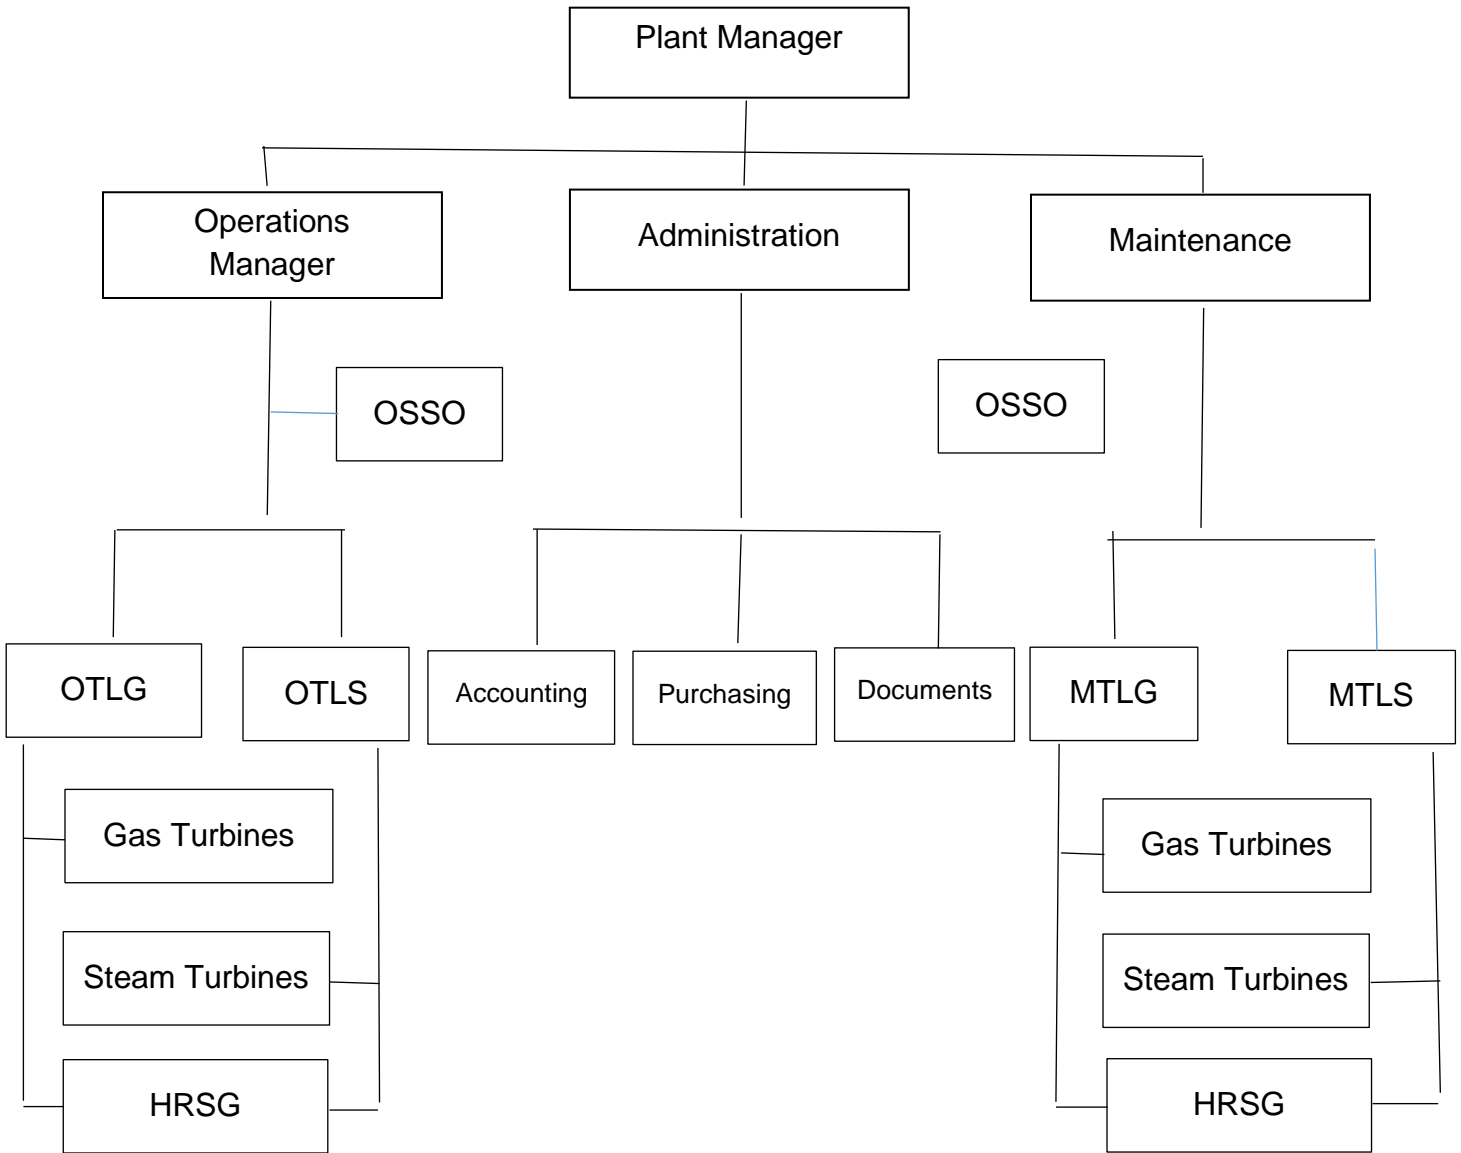 Plant Manager
Operations
Manager
Administration
Maintenance
OSSO
OSSO
OTLG
OTLS
Accounting
Purchasing
Documents
MTLG
MTLS
Gas Turbines
Gas Turbines
Steam Turbines
Steam Turbines
HRSG
HRSG